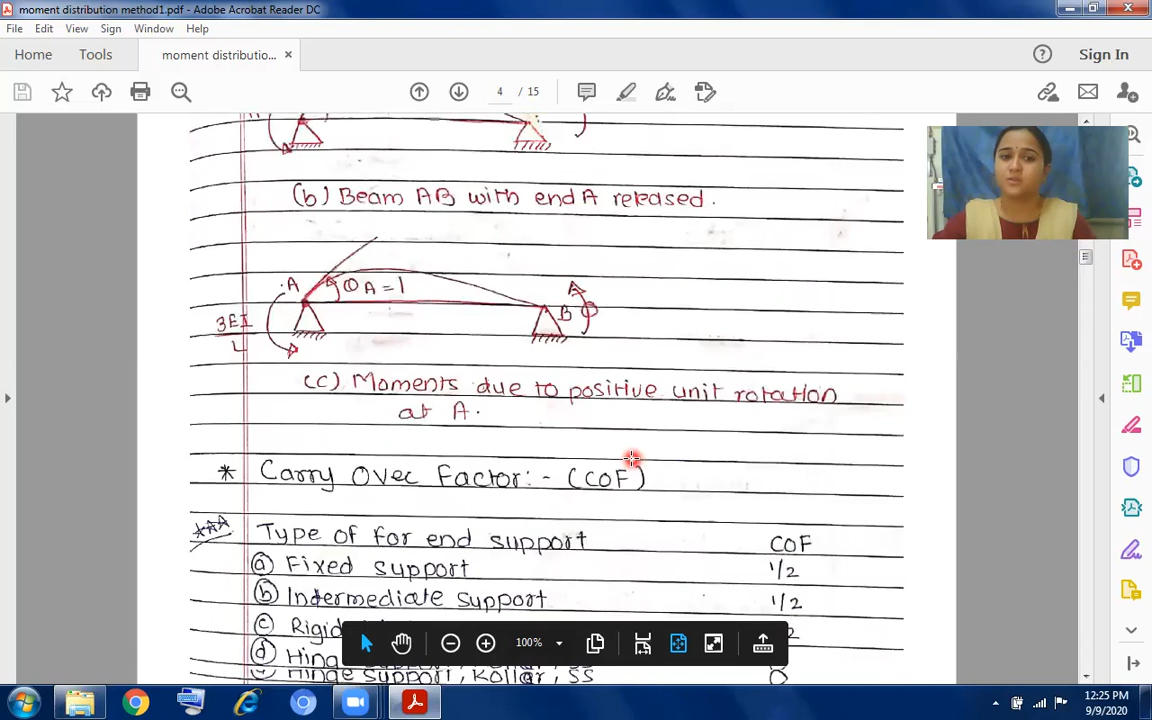 moment distribution method1.pdf - Adobe Acrobat Reader DC
File Edit View Sign Window Help
Home Tools moment distributio... × Sign In
4 / 15
(b) Beam AB with end A released.
A θA = 1
B
3EI
L
(c) Moments due to positive unit rotation
at A.
* Carry Over Factor:- (COF)
Type of for end support COF
(a) Fixed support 1/2
(b) Intermediate support 1/2
(c) Rigid
(d) Hinge support, Kollar, SS 0
100%
12:25 PM
9/9/2020